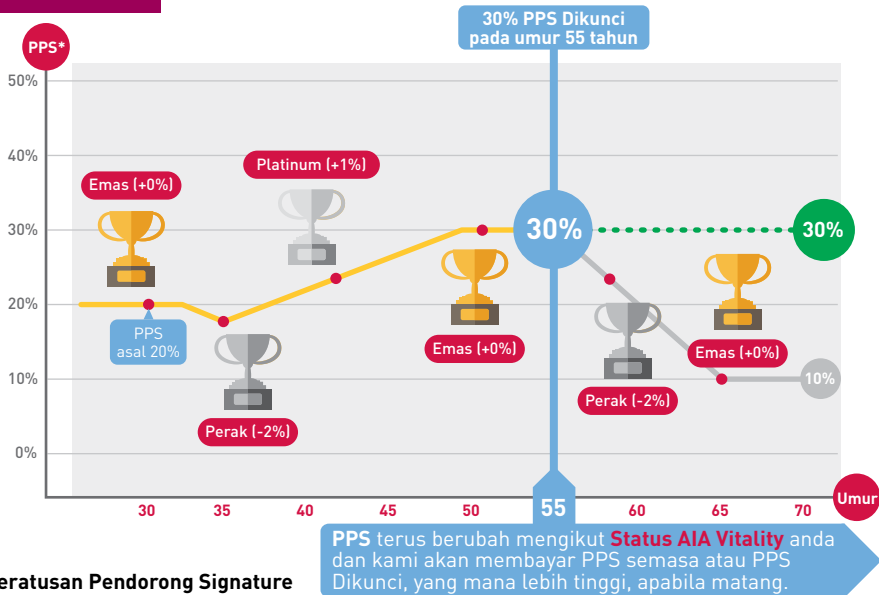 30% PPS Dikunci
pada umur 55 tahun
PPS*
50%
40%
30%
20%
10%
0%
Emas (+0%)
Platinum (+1%)
PPS
asal 20%
Perak (-2%)
Emas (+0%)
30%
30%
Perak (-2%)
Emas (+0%)
10%
30
35
40
45
50
55
60
65
70
Umur
PPS terus berubah mengikut Status AIA Vitality anda
dan kami akan membayar PPS semasa atau PPS
Dikunci, yang mana lebih tinggi, apabila matang.
eratusan Pendorong Signature